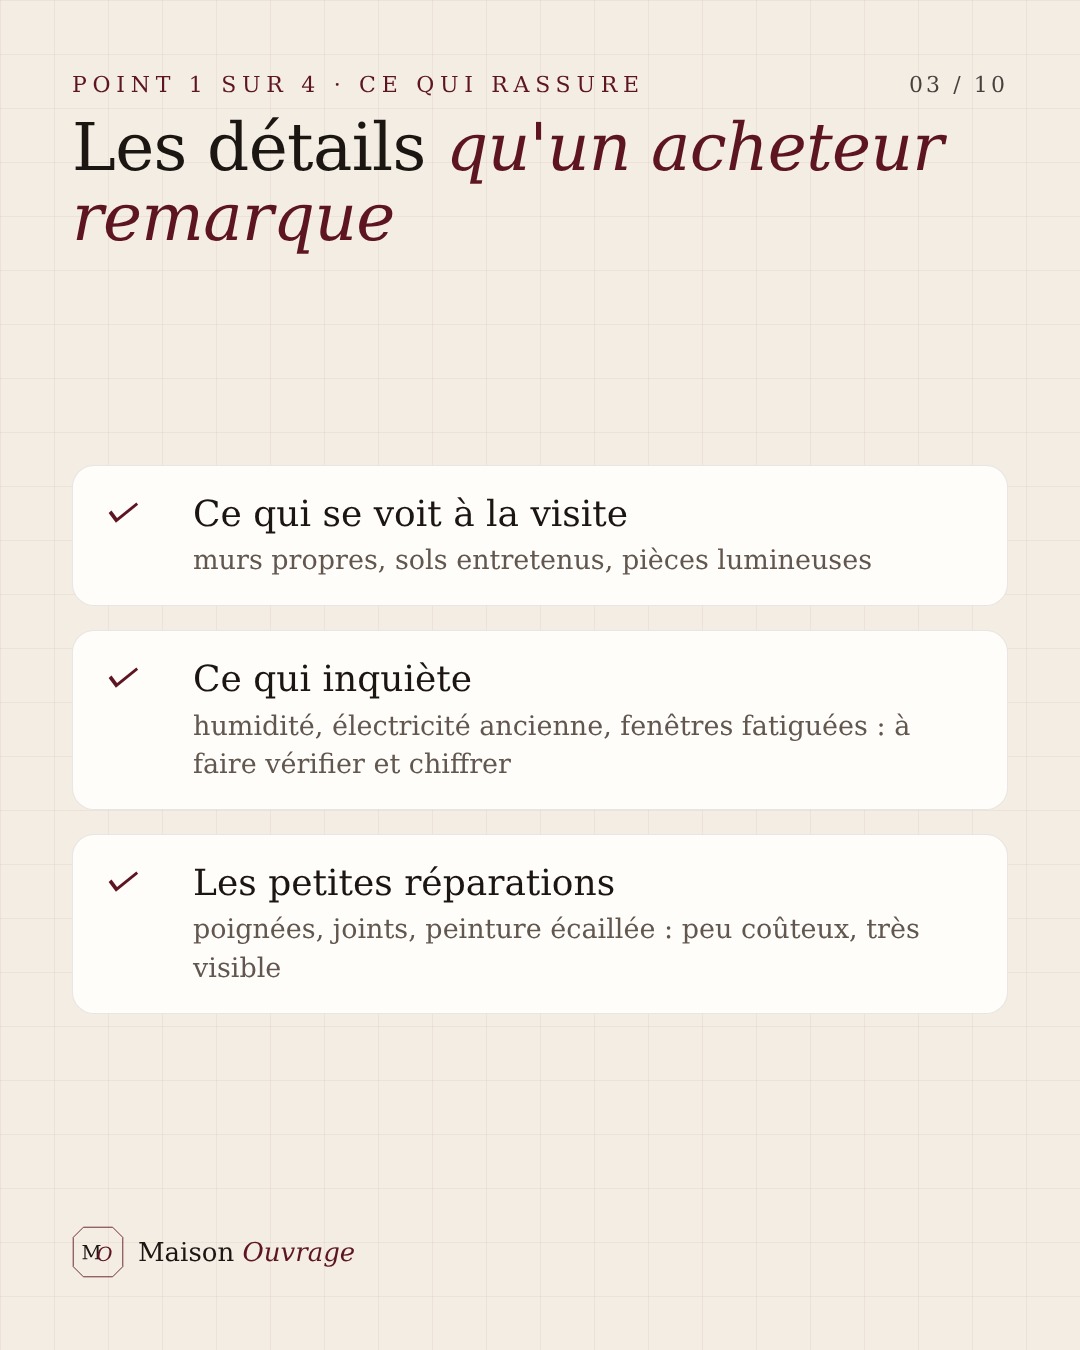 POINT 1 SUR 4 · CE QUI RASSURE
03 / 10
Les détails qu'un acheteur
remarque
Ce qui se voit à la visite
murs propres, sols entretenus, pièces lumineuses
Ce qui inquiète
humidité, électricité ancienne, fenêtres fatiguées : à
faire vérifier et chiffrer
Les petites réparations
poignées, joints, peinture écaillée : peu coûteux, très
visible
MO
Maison Ouvrage